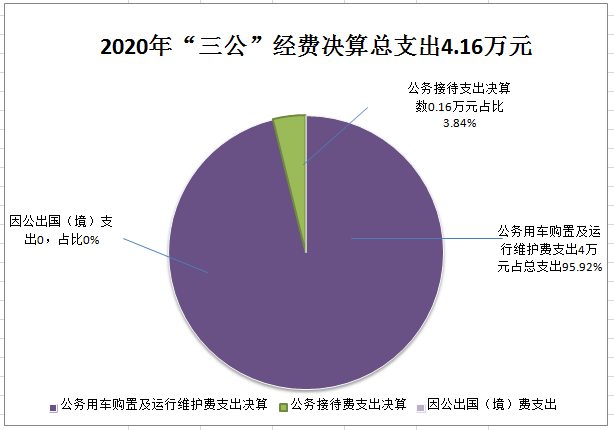 2020年“三公”经费决算总支出4.16万元
公务接待支出决算
数0.16万元占比
3.84%
因公出国（境）支
出0，占比0%
公务用车购置及运
行维护费支出4万
元占总支出95.92%
公务用车购置及运行维护费支出决算 公务接待费支出决算 因公出国（境）费支出